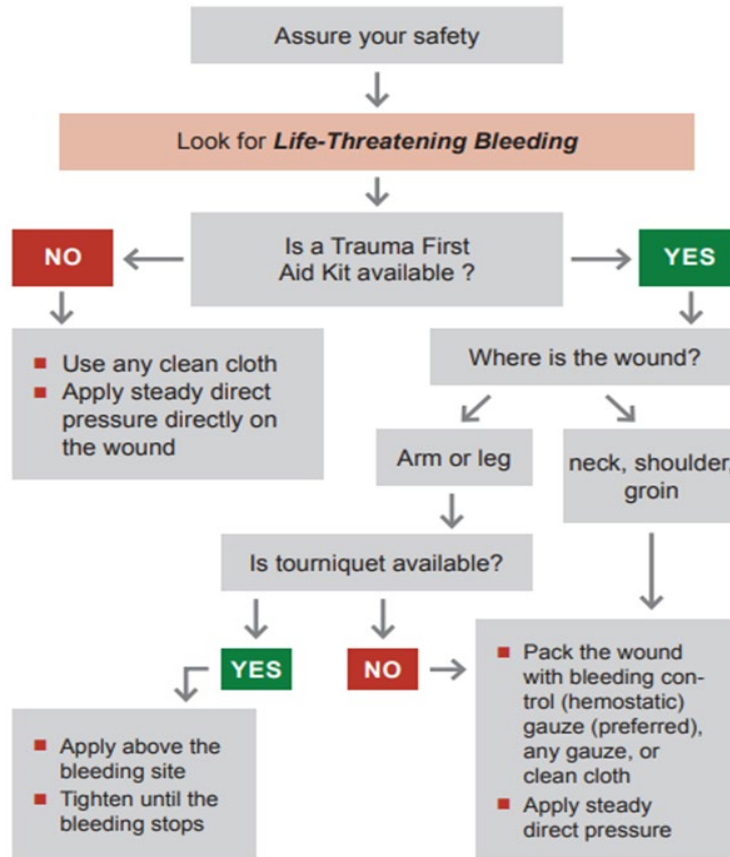 Assure your safety
Look for Life-Threatening Bleeding
Is a Trauma First
Aid Kit available ?
NO
YES
■ Use any clean cloth
■ Apply steady direct
pressure directly on
the wound
Where is the wound?
Arm or leg
neck, shoulder,
groin
Is tourniquet available?
YES
NO
■ Apply above the
bleeding site
■ Tighten until the
bleeding stops
■ Pack the wound
with bleeding con-
trol (hemostatic)
gauze (preferred),
any gauze, or
clean cloth
■ Apply steady
direct pressure